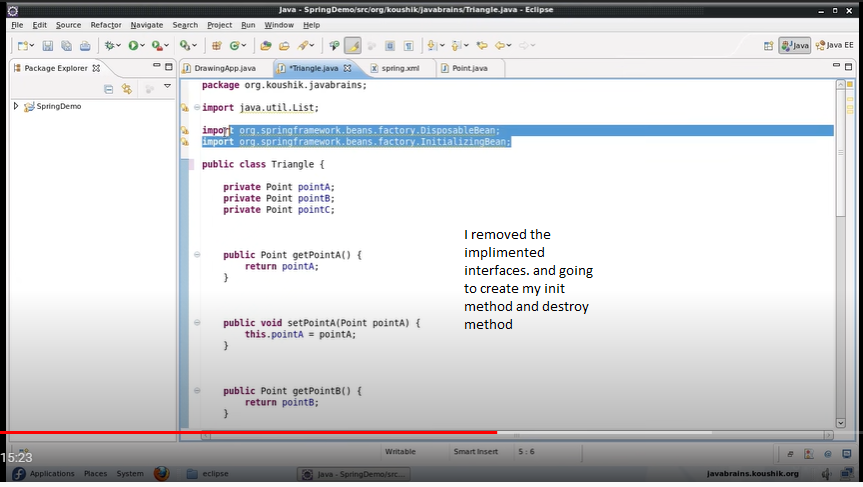 Java - SpringDemo/src/org/koushik/javabrains/Triangle.java - Eclipse
File Edit Source Refactor Navigate Search Project Run Window Help
Java Java EE
Package Explorer
DrawingApp.java *Triangle.java spring.xml Point.java
SpringDemo
package org.koushik.javabrains;
import java.util.List;
import org.springframework.beans.factory.DisposableBean;
import org.springframework.beans.factory.InitializingBean;
public class Triangle {
private Point pointA;
private Point pointB;
private Point pointC;
public Point getPointA() {
return pointA;
}
public void setPointA(Point pointA) {
this.pointA = pointA;
}
public Point getPointB() {
return pointB;
}
I removed the
implimented
interfaces. and going
to create my init
method and destroy
method
Writable Smart Insert 5 : 6
15:23
Applications Places System eclipse Java - SpringDemo/src... javabrains.koushik.org